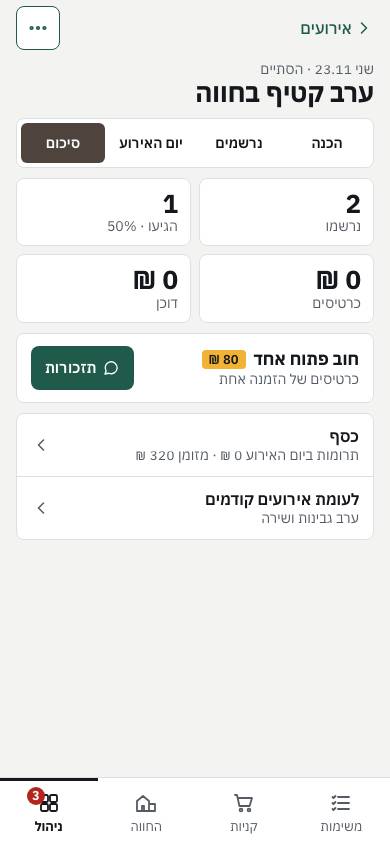 אירועים
שני 23.11 · הסתיים
ערב קטיף בחווה
הכנה
נרשמים
יום האירוע
סיכום
2
נרשמו
1
הגיעו · 50%
0 ₪
כרטיסים
0 ₪
דוכן
חוב פתוח אחד 80 ₪
כרטיסים של הזמנה אחת
תזכורות
כסף
תרומות ביום האירוע 0 ₪ · מזומן 320 ₪
לעומת אירועים קודמים
ערב גבינות ושירה
משימות
קניות
החווה
3
ניהול